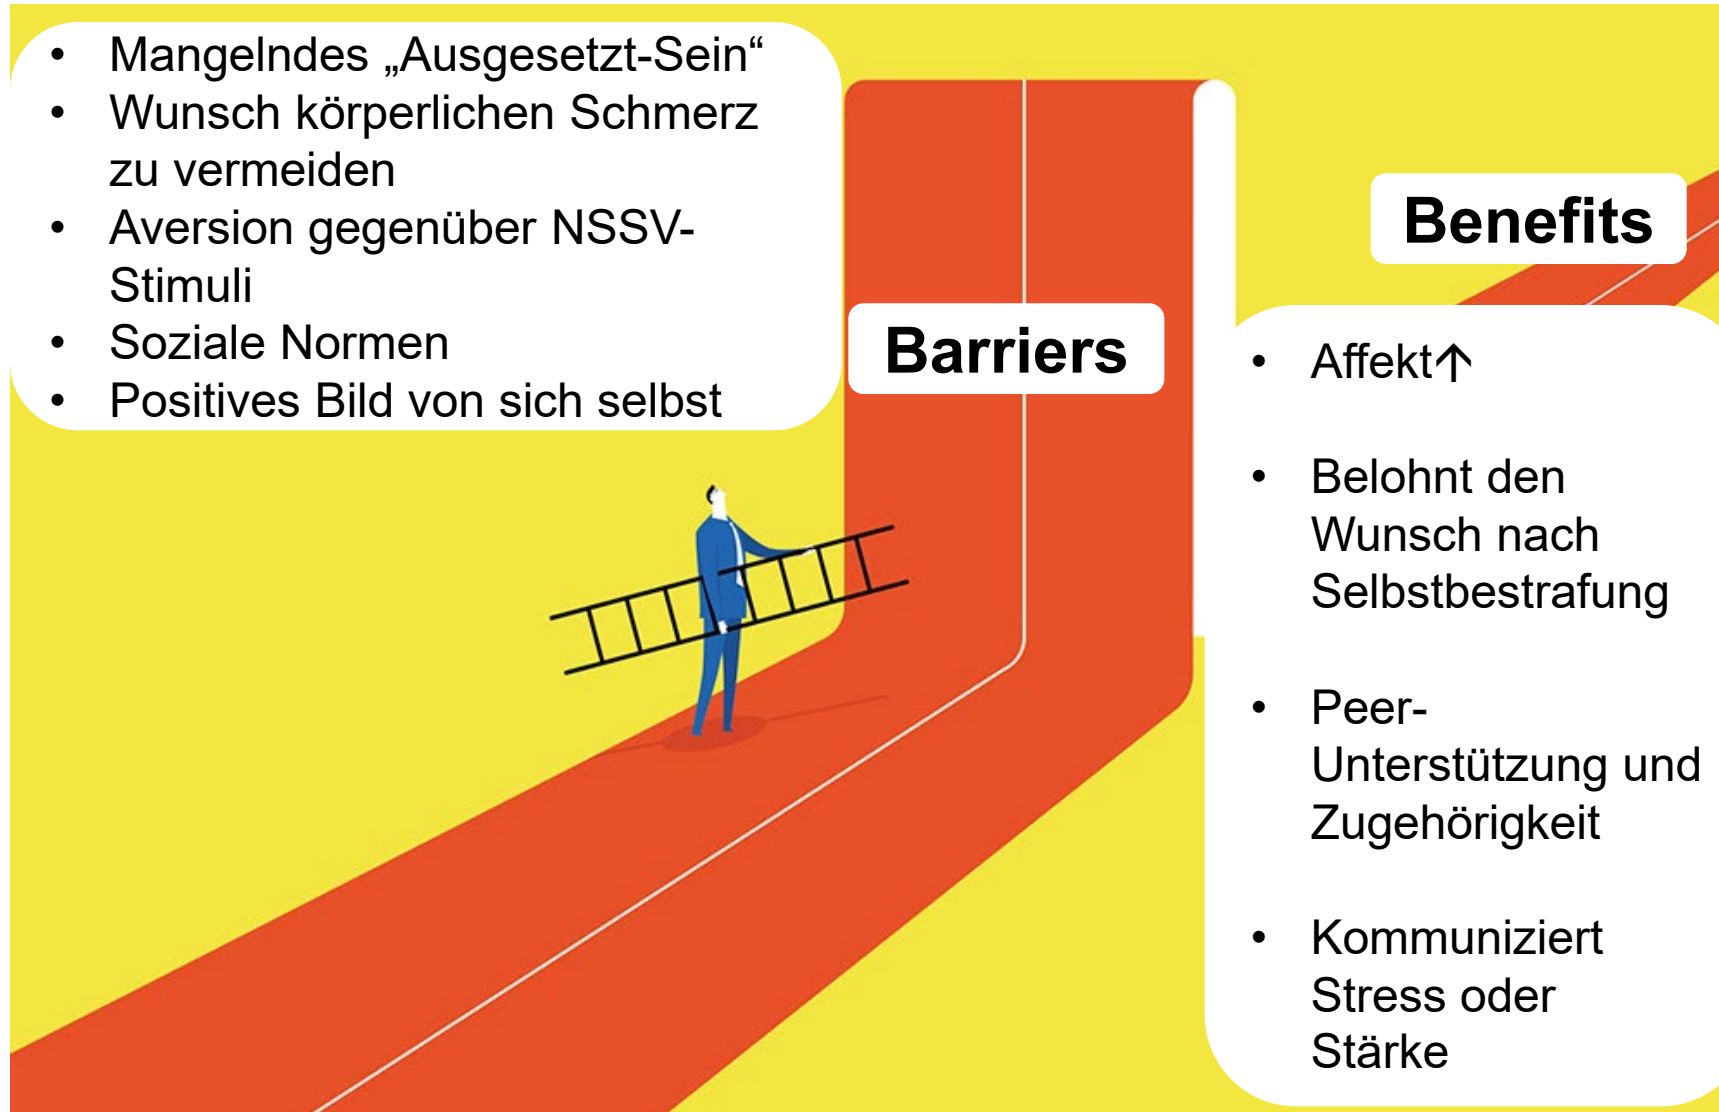 • Mangelndes „Ausgesetzt-Sein“
• Wunsch körperlichen Schmerz
zu vermeiden
• Aversion gegenüber NSSV-
Stimuli
• Soziale Normen
• Positives Bild von sich selbst
Barriers
Benefits
• Affekt↑
• Belohnt den
Wunsch nach
Selbstbestrafung
• Peer-
Unterstützung und
Zugehörigkeit
• Kommuniziert
Stress oder
Stärke